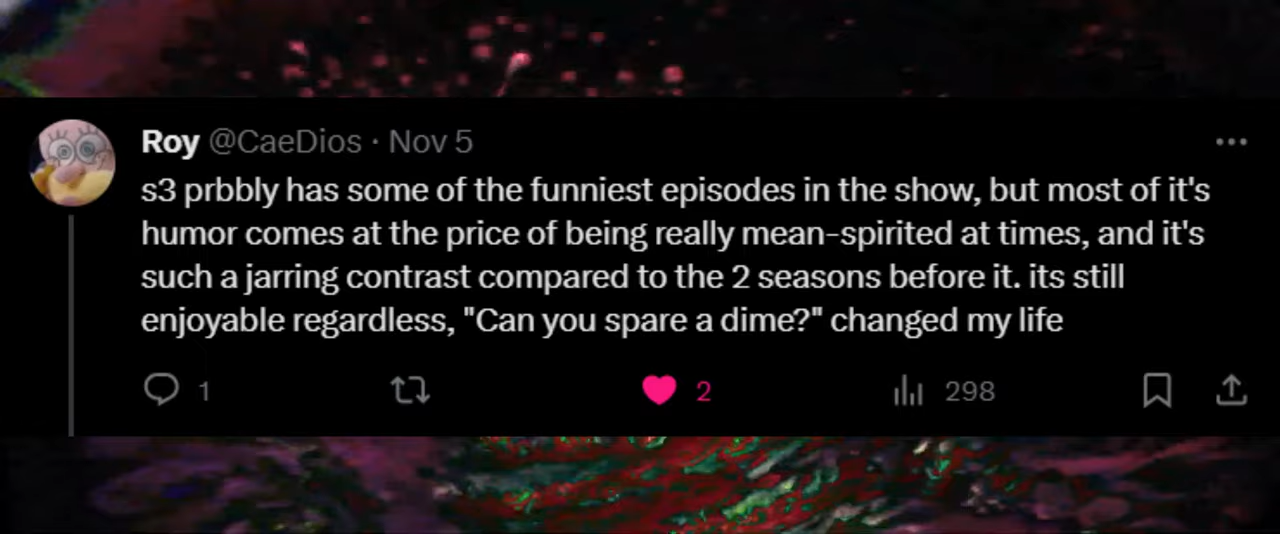 Roy @CaeDios · Nov 5
s3 prbbly has some of the funniest episodes in the show, but most of it's
humor comes at the price of being really mean-spirited at times, and it's
such a jarring contrast compared to the 2 seasons before it. its still
enjoyable regardless, "Can you spare a dime?" changed my life
1 2 298